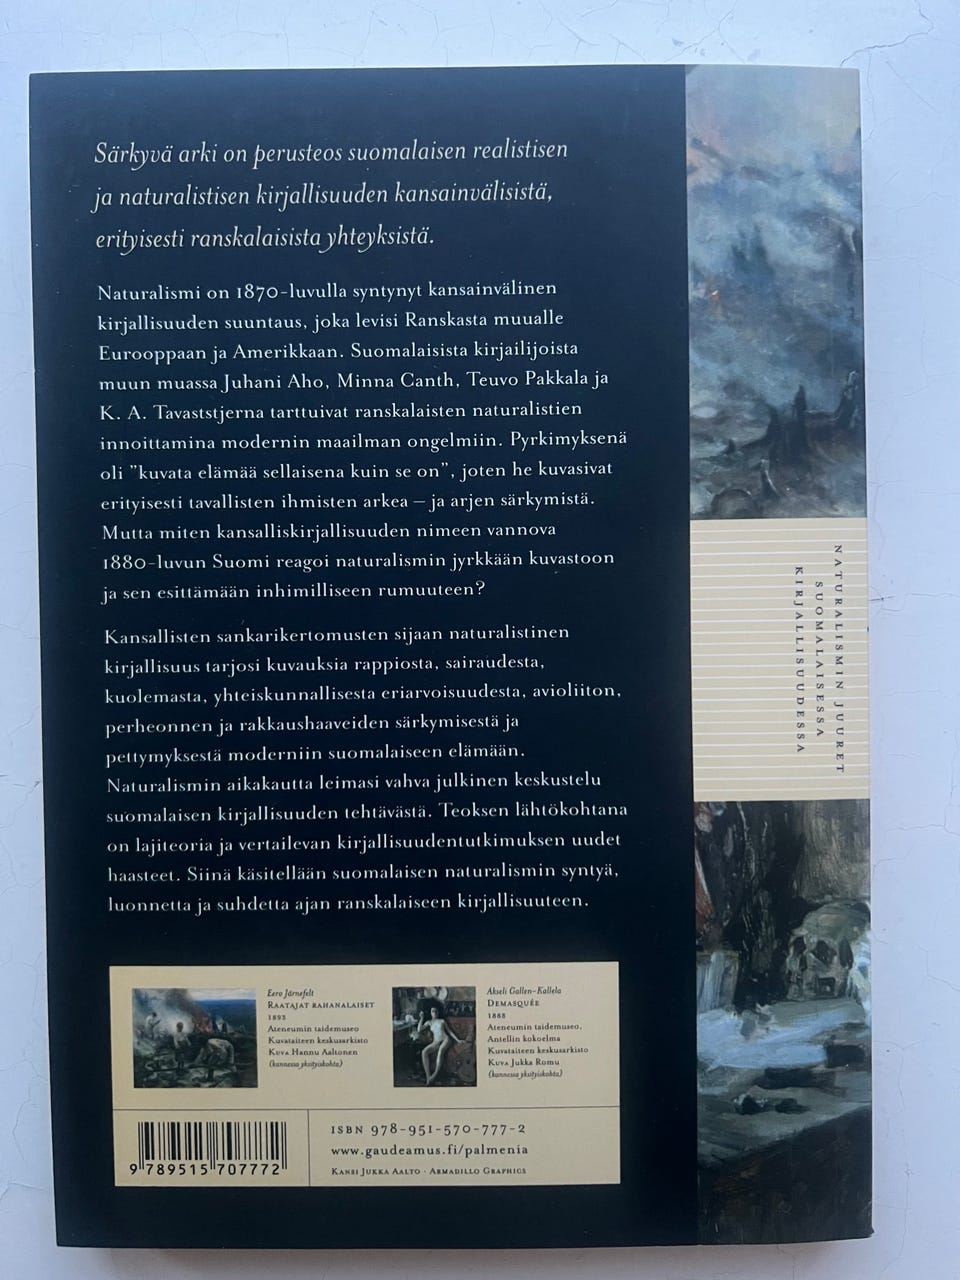 Särkyvä arki on perusteos suomalaisen realistisen
ja naturalistisen kirjallisuuden kansainvälisistä,
erityisesti ranskalaisista yhteyksistä.
Naturalismi on 1870-luvulla syntynyt kansainvälinen
kirjallisuuden suuntaus, joka levisi Ranskasta muualle
Eurooppaan ja Amerikkaan. Suomalaisista kirjailijoista
muun muassa Juhani Aho, Minna Canth, Teuvo Pakkala ja
K. A. Tavaststjerna tarttuivat ranskalaisten naturalistien
innoittamina modernin maailman ongelmiin. Pyrkimyksenä
oli ”kuvata elämää sellaisena kuin se on”, joten he kuvasivat
erityisesti tavallisten ihmisten arkea – ja arjen särkymistä.
Mutta miten kansalliskirjallisuuden nimeen vannova
1880-luvun Suomi reagoi naturalismin jyrkkään kuvastoon
ja sen esittämään inhimilliseen rumuuteen?
Kansallisten sankarikertomusten sijaan naturalistinen
kirjallisuus tarjosi kuvauksia rappiosta, sairaudesta,
kuolemasta, yhteiskunnallisesta eriarvoisuudesta, avioliiton,
perheonnen ja rakkaushaaveiden särkymisestä ja
pettymyksestä moderniin suomalaiseen elämään.
Naturalismin aikakautta leimasi vahva julkinen keskustelu
suomalaisen kirjallisuuden tehtävästä. Teoksen lähtökohtana
on lajiteoria ja vertailevan kirjallisuudentutkimuksen uudet
haasteet. Siinä käsitellään suomalaisen naturalismin syntyä,
luonnetta ja suhdetta ajan ranskalaiseen kirjallisuuteen.
NATURALISMIN JUURET
SUOMALAISESSA
KIRJALLISUUDESSA
Eero Järnefelt
RAATAJAT RAHANALAISET
1893
Ateneumin taidemuseo
Kuvataiteen keskusarkisto
KUVA HANNU AALTONEN
(kannessa yksityiskohta)
Akseli Gallen-Kallela
DEMASQUÉE
1888
Ateneumin taidemuseo,
Antellin kokoelma
Kuvataiteen keskusarkisto
KUVA JUKKA ROMU
(kannessa yksityiskohta)
9 789515 707772
ISBN 978-951-570-777-2
www.gaudeamus.fi/palmenia
KANSI JUKKA AALTO · ARMADILLO GRAPHICS